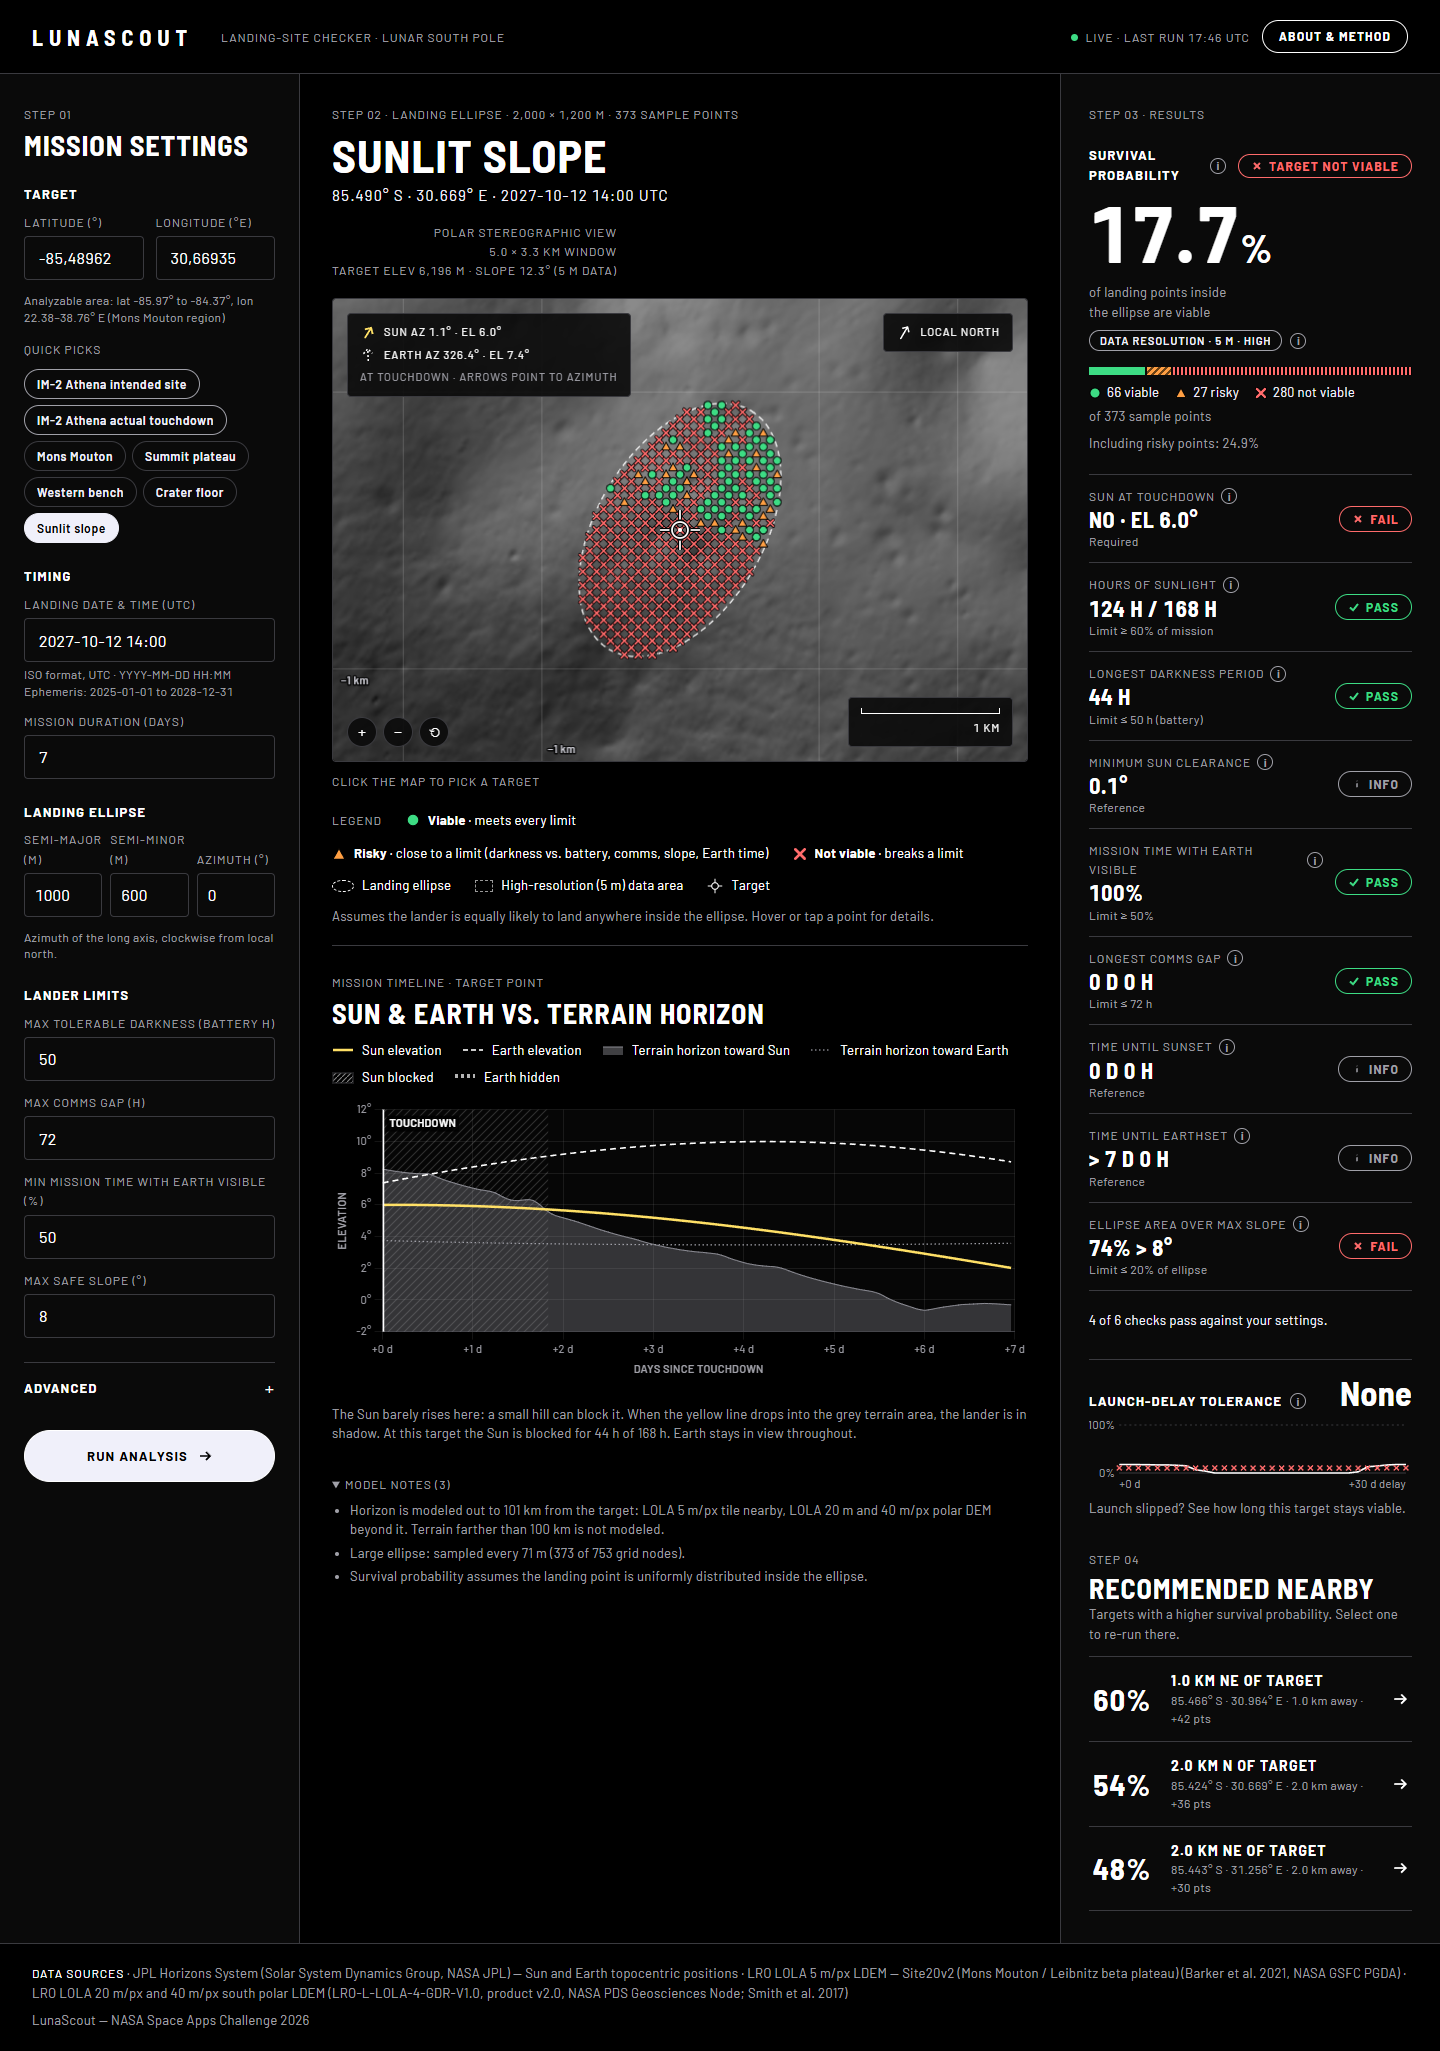 LUNASCOUT
LANDING-SITE CHECKER · LUNAR SOUTH POLE
LIVE · LAST RUN 17:46 UTC
ABOUT & METHOD
STEP 01
MISSION SETTINGS
TARGET
LATITUDE (°) LONGITUDE (°E)
-85,48962 30,66935
Analyzable area: lat -85.97° to -84.37°, lon
22.38–38.76° E (Mons Mouton region)
QUICK PICKS
IM-2 Athena intended site
IM-2 Athena actual touchdown
Mons Mouton Summit plateau
Western bench Crater floor
Sunlit slope
TIMING
LANDING DATE & TIME (UTC)
2027-10-12 14:00
ISO format, UTC · YYYY-MM-DD HH:MM
Ephemeris: 2025-01-01 to 2028-12-31
MISSION DURATION (DAYS)
7
LANDING ELLIPSE
SEMI-MAJOR SEMI-MINOR
(M) (M) AZIMUTH (°)
1000 600 0
Azimuth of the long axis, clockwise from local
north.
LANDER LIMITS
MAX TOLERABLE DARKNESS (BATTERY H)
50
MAX COMMS GAP (H)
72
MIN MISSION TIME WITH EARTH VISIBLE
(%)
50
MAX SAFE SLOPE (°)
8
ADVANCED +
RUN ANALYSIS →
STEP 02 · LANDING ELLIPSE · 2,000 × 1,200 M · 373 SAMPLE POINTS
SUNLIT SLOPE
85.490° S · 30.669° E · 2027-10-12 14:00 UTC
POLAR STEREOGRAPHIC VIEW
5.0 × 3.3 KM WINDOW
TARGET ELEV 6,196 M · SLOPE 12.3° (5 M DATA)
SUN AZ 1.1° · EL 6.0°
EARTH AZ 326.4° · EL 7.4°
AT TOUCHDOWN · ARROWS POINT TO AZIMUTH
LOCAL NORTH
−1 km
+ −
−1 km
1 KM
CLICK THE MAP TO PICK A TARGET
LEGEND Viable · meets every limit
Risky · close to a limit (darkness vs. battery, comms, slope, Earth time) Not viable · breaks a limit
Landing ellipse High-resolution (5 m) data area Target
Assumes the lander is equally likely to land anywhere inside the ellipse. Hover or tap a point for details.
MISSION TIMELINE · TARGET POINT
SUN & EARTH VS. TERRAIN HORIZON
Sun elevation Earth elevation Terrain horizon toward Sun Terrain horizon toward Earth
Sun blocked Earth hidden
TOUCHDOWN
ELEVATION
12°
10°
8°
6°
4°
2°
0°
-2°
+0 d +1 d +2 d +3 d +4 d +5 d +6 d +7 d
DAYS SINCE TOUCHDOWN
The Sun barely rises here: a small hill can block it. When the yellow line drops into the grey terrain area, the lander is in
shadow. At this target the Sun is blocked for 44 h of 168 h. Earth stays in view throughout.
▼ MODEL NOTES (3)
• Horizon is modeled out to 101 km from the target: LOLA 5 m/px tile nearby, LOLA 20 m and 40 m/px polar DEM
beyond it. Terrain farther than 100 km is not modeled.
• Large ellipse: sampled every 71 m (373 of 753 grid nodes).
• Survival probability assumes the landing point is uniformly distributed inside the ellipse.
STEP 03 · RESULTS
SURVIVAL
PROBABILITY i × TARGET NOT VIABLE
17.7%
of landing points inside
the ellipse are viable
DATA RESOLUTION · 5 M · HIGH i
66 viable 27 risky 280 not viable
of 373 sample points
Including risky points: 24.9%
SUN AT TOUCHDOWN i
NO · EL 6.0° × FAIL
Required
HOURS OF SUNLIGHT i
124 H / 168 H ✓ PASS
Limit ≥ 60% of mission
LONGEST DARKNESS PERIOD i
44 H ✓ PASS
Limit ≤ 50 h (battery)
MINIMUM SUN CLEARANCE i
0.1° i INFO
Reference
MISSION TIME WITH EARTH
VISIBLE i
100% ✓ PASS
Limit ≥ 50%
LONGEST COMMS GAP i
0 D 0 H ✓ PASS
Limit ≤ 72 h
TIME UNTIL SUNSET i
0 D 0 H i INFO
Reference
TIME UNTIL EARTHSET i
> 7 D 0 H i INFO
Reference
ELLIPSE AREA OVER MAX SLOPE i
74% > 8° × FAIL
Limit ≤ 20% of ellipse
4 of 6 checks pass against your settings.
LAUNCH-DELAY TOLERANCE i None
100%
0%
+0 d +30 d delay
Launch slipped? See how long this target stays viable.
STEP 04
RECOMMENDED NEARBY
Targets with a higher survival probability. Select one
to re-run there.
60% 1.0 KM NE OF TARGET
85.466° S · 30.964° E · 1.0 km away ·
+42 pts →
54% 2.0 KM N OF TARGET
85.424° S · 30.669° E · 2.0 km away ·
+36 pts →
48% 2.0 KM NE OF TARGET
85.443° S · 31.256° E · 2.0 km away ·
+30 pts →
DATA SOURCES · JPL Horizons System (Solar System Dynamics Group, NASA JPL) — Sun and Earth topocentric positions · LRO LOLA 5 m/px LDEM — Site20v2 (Mons Mouton / Leibnitz beta plateau) (Barker et al. 2021, NASA GSFC PGDA) ·
LRO LOLA 20 m/px and 40 m/px south polar LDEM (LRO-L-LOLA-4-GDR-V1.0, product v2.0, NASA PDS Geosciences Node; Smith et al. 2017)
LunaScout — NASA Space Apps Challenge 2026